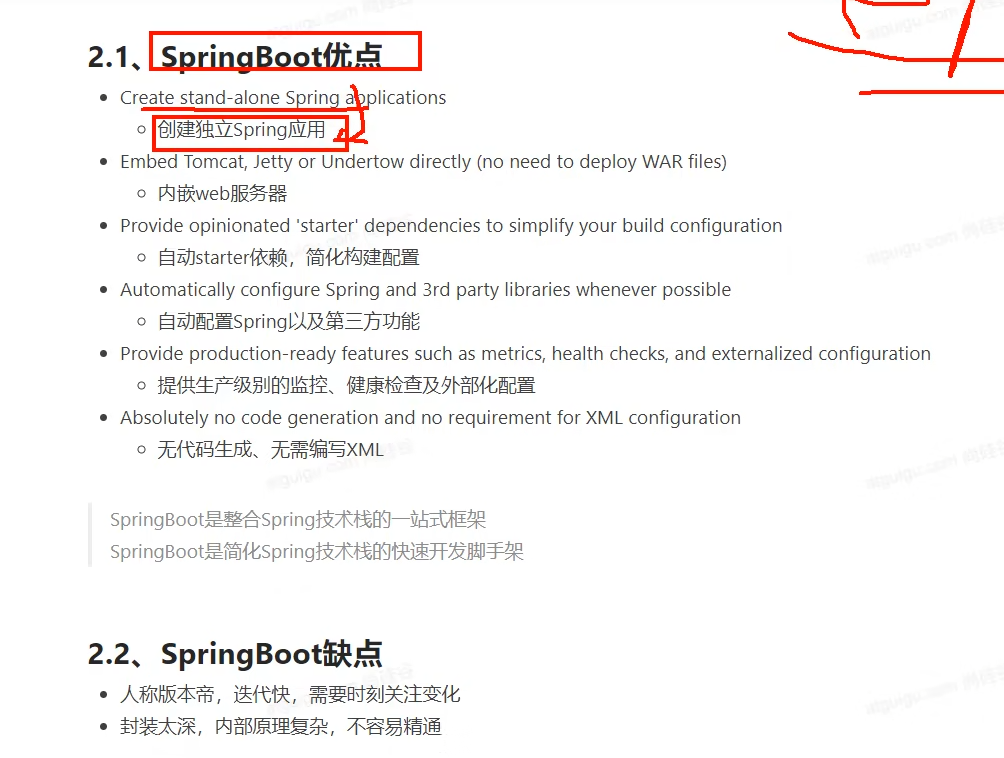 2.1、SpringBoot优点
Create stand-alone Spring applications
创建独立Spring应用
Embed Tomcat, Jetty or Undertow directly (no need to deploy WAR files)
内嵌web服务器
Provide opinionated 'starter' dependencies to simplify your build configuration
自动starter依赖，简化构建配置
Automatically configure Spring and 3rd party libraries whenever possible
自动配置Spring以及第三方功能
Provide production-ready features such as metrics, health checks, and externalized configuration
提供生产级别的监控、健康检查及外部化配置
Absolutely no code generation and no requirement for XML configuration
无代码生成、无需编写XML
SpringBoot是整合Spring技术栈的一站式框架
SpringBoot是简化Spring技术栈的快速开发脚手架
2.2、SpringBoot缺点
人称版本帝，迭代快，需要时刻关注变化
封装太深，内部原理复杂，不容易精通